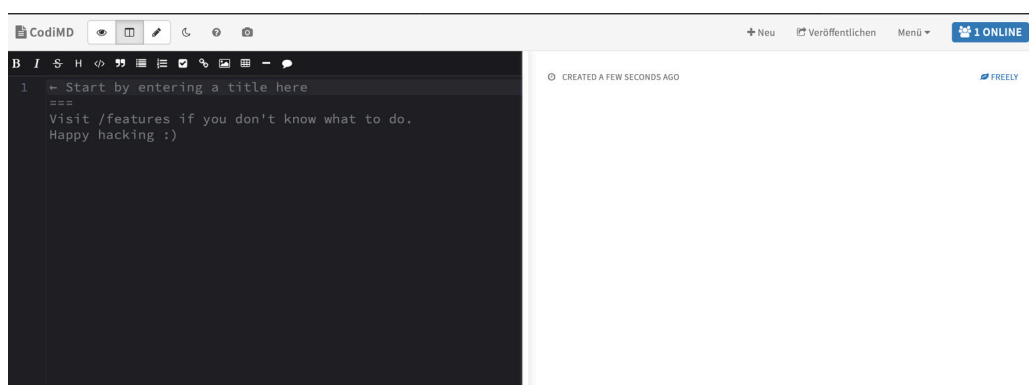 CodiMD
+ Neu
Veröffentlichen
Menü
1 ONLINE
B I S H </>
1
← Start by entering a title here
===
Visit /features if you don't know what to do.
Happy hacking :)
CREATED A FEW SECONDS AGO
FREELY